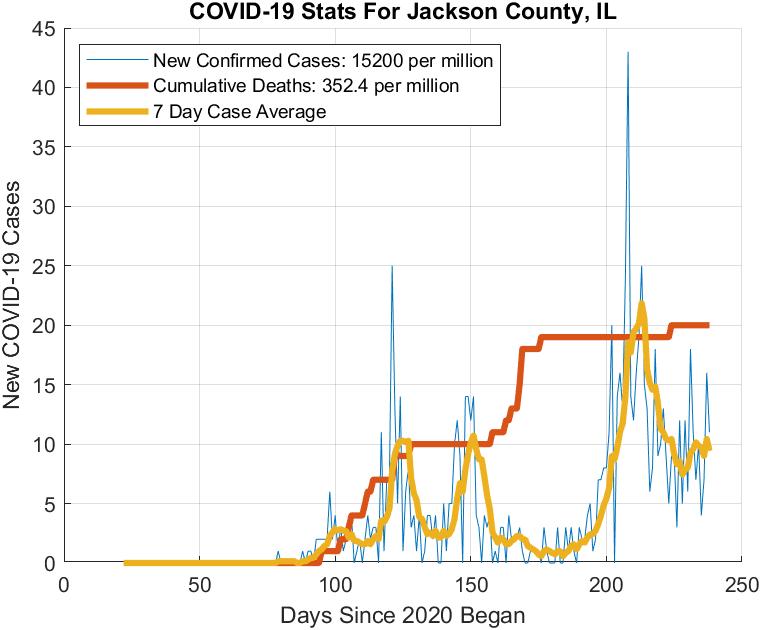 COVID-19 Stats For Jackson County, IL
New Confirmed Cases: 15200 per million
Cumulative Deaths: 352.4 per million
7 Day Case Average
New COVID-19 Cases
45
40
35
30
25
20
15
10
5
0
0 50 100 150 200 250
Days Since 2020 Began